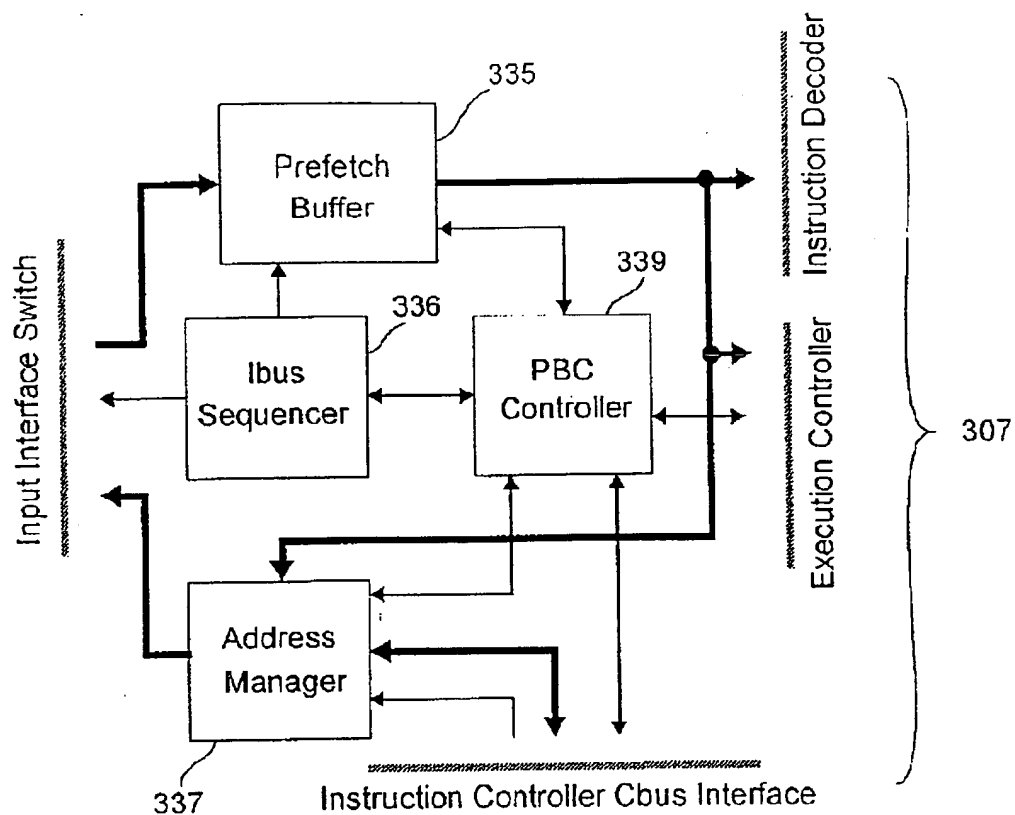 335
Prefetch
Buffer
Instruction Decoder
339
336
Input Interface Switch
Ibus
Sequencer
PBC
Controller
Execution Controller
307
Address
Manager
337
Instruction Controller Cbus Interface